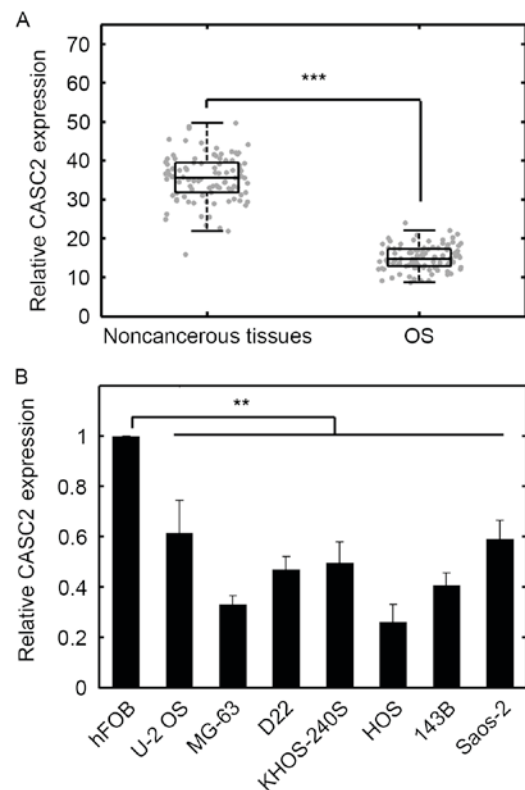 A
Relative CASC2 expression
70
60
50
40
30
20
10
0
***
Noncancerous tissues
OS
B
Relative CASC2 expression
1
0.8
0.6
0.4
0.2
0
**
hFOB
U-2 OS
MG-63
D22
KHOS-240S
HOS
143B
Saos-2